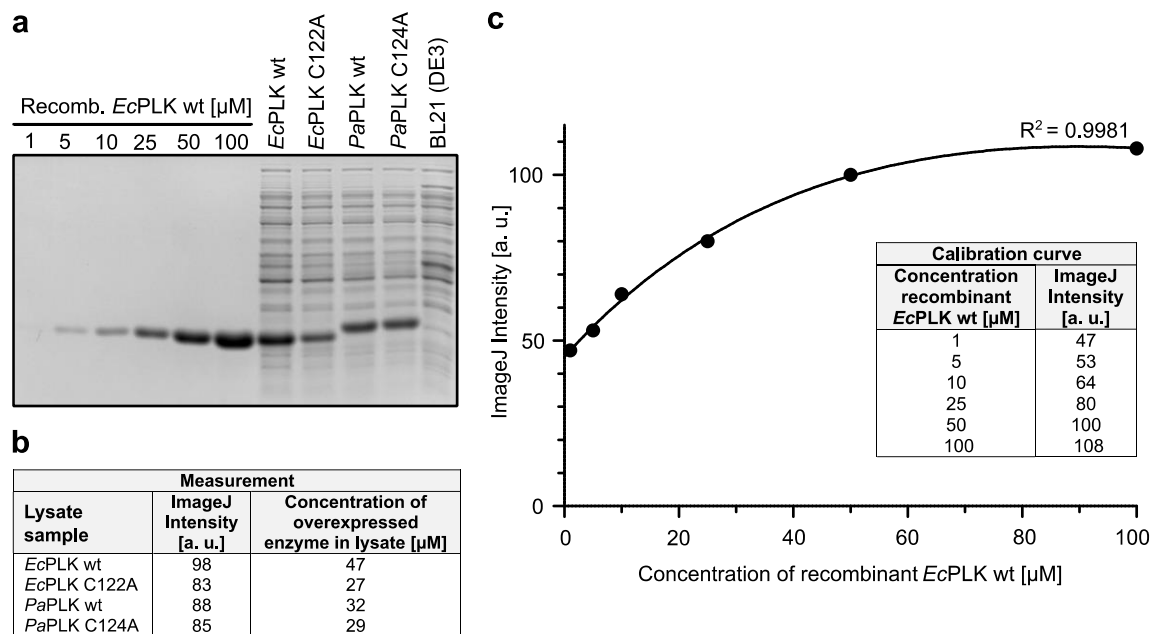 a
Recomb. EcPLK wt [µM]
1 5 10 25 50 100
EcPLK wt
EcPLK C122A
PaPLK wt
PaPLK C124A
BL21 (DE3)
b
Measurement
Lysate sample
ImageJ Intensity [a. u.]
Concentration of overexpressed enzyme in lysate [µM]
EcPLK wt 98 47
EcPLK C122A 83 27
PaPLK wt 88 32
PaPLK C124A 85 29
c
R² = 0.9981
ImageJ Intensity [a. u.]
100
50
0
0 20 40 60 80 100
Concentration of recombinant EcPLK wt [µM]
Calibration curve
Concentration recombinant EcPLK wt [µM]
ImageJ Intensity [a. u.]
1 47
5 53
10 64
25 80
50 100
100 108